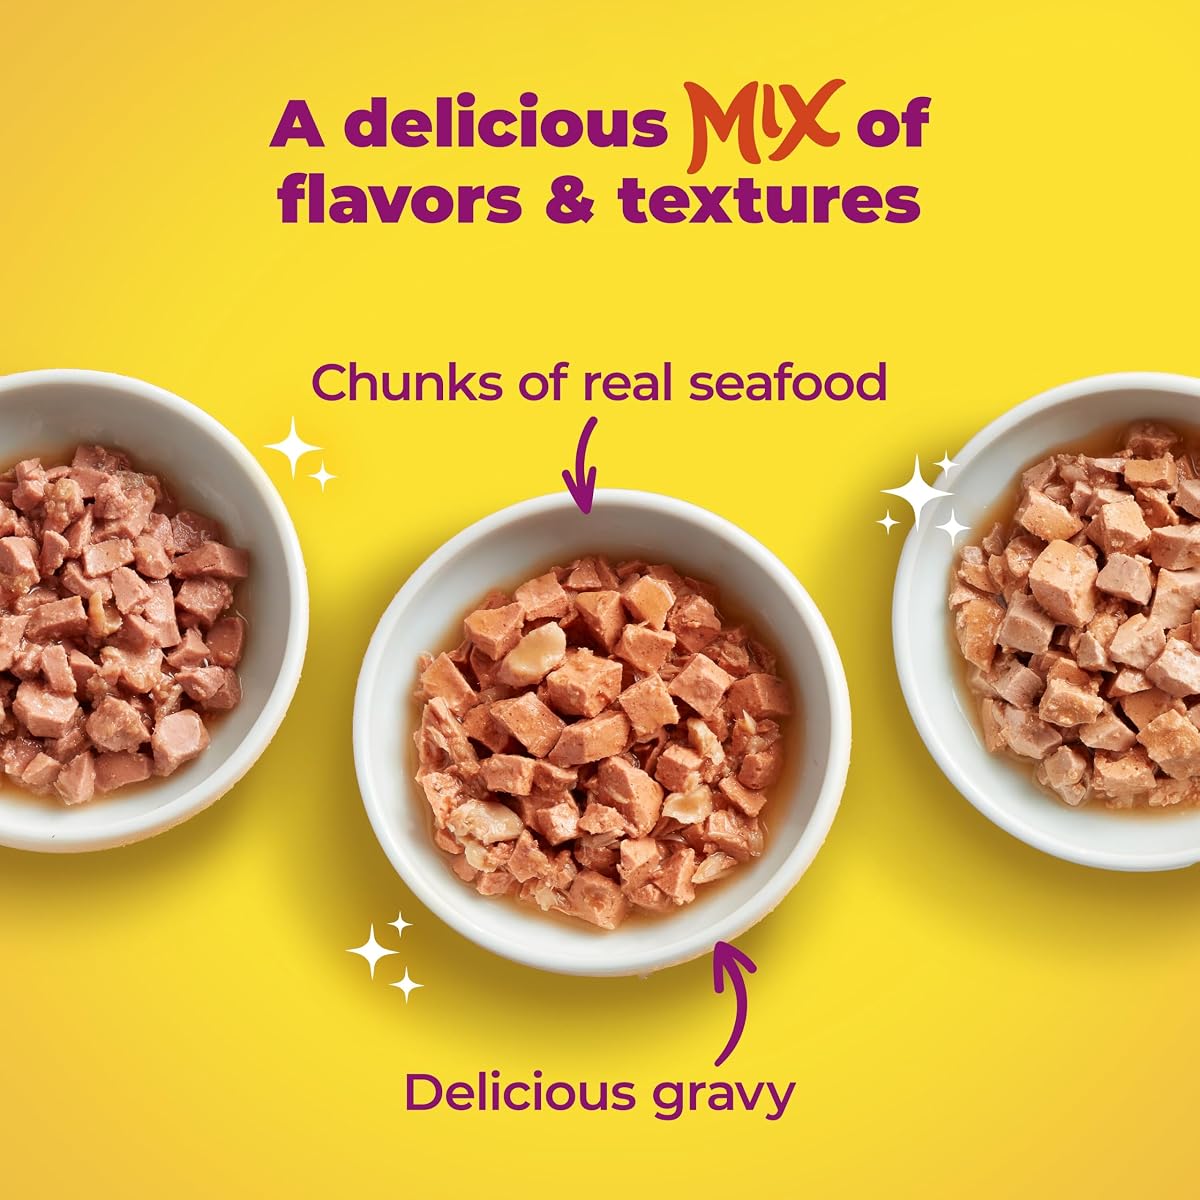 A delicious MIX of
flavors & textures
Chunks of real seafood
Delicious gravy